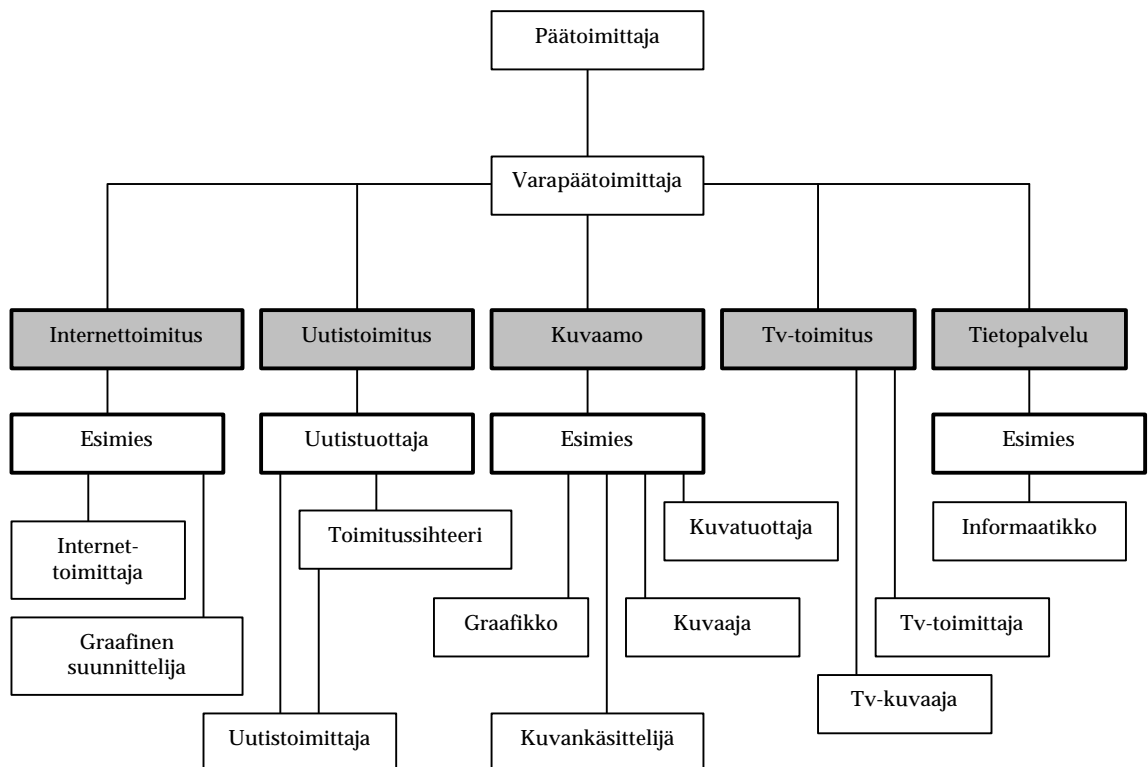 Päätoimittaja
Varapäätoimittaja
Internettoimitus
Uutistoimitus
Kuvaamo
Tv-toimitus
Tietopalvelu
Esimies
Uutistuottaja
Esimies
Esimies
Internet-
toimittaja
Toimitussihteeri
Kuvatuottaja
Informaatikko
Graafinen
suunnittelija
Graafikko
Kuvaaja
Tv-toimittaja
Tv-kuvaaja
Uutistoimittaja
Kuvankäsittelijä